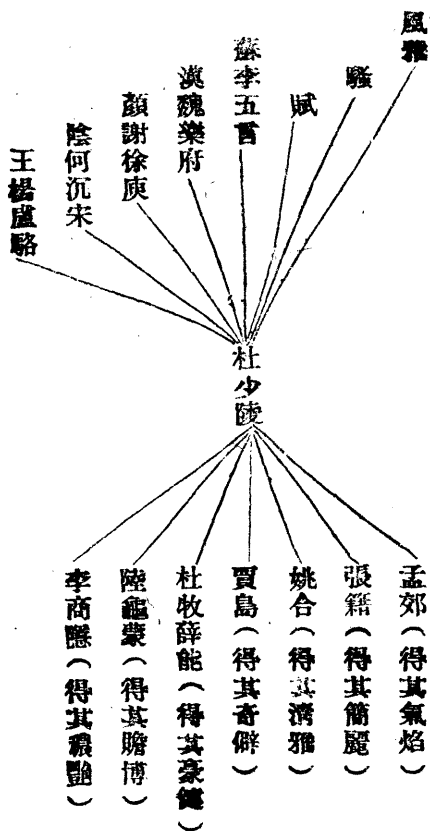 風雅
騷
賦
蘇李五言
漢魏樂府
顏謝徐庾
陰何沉宋
王楊盧駱
杜少陵
孟郊(得其氣焰)
張籍(得其簡麗)
姚合(得其清雅)
賈島(得其奇僻)
杜牧薛能(得其豪健)
陸龜蒙(得其贍博)
李商隱(得其穠艷)